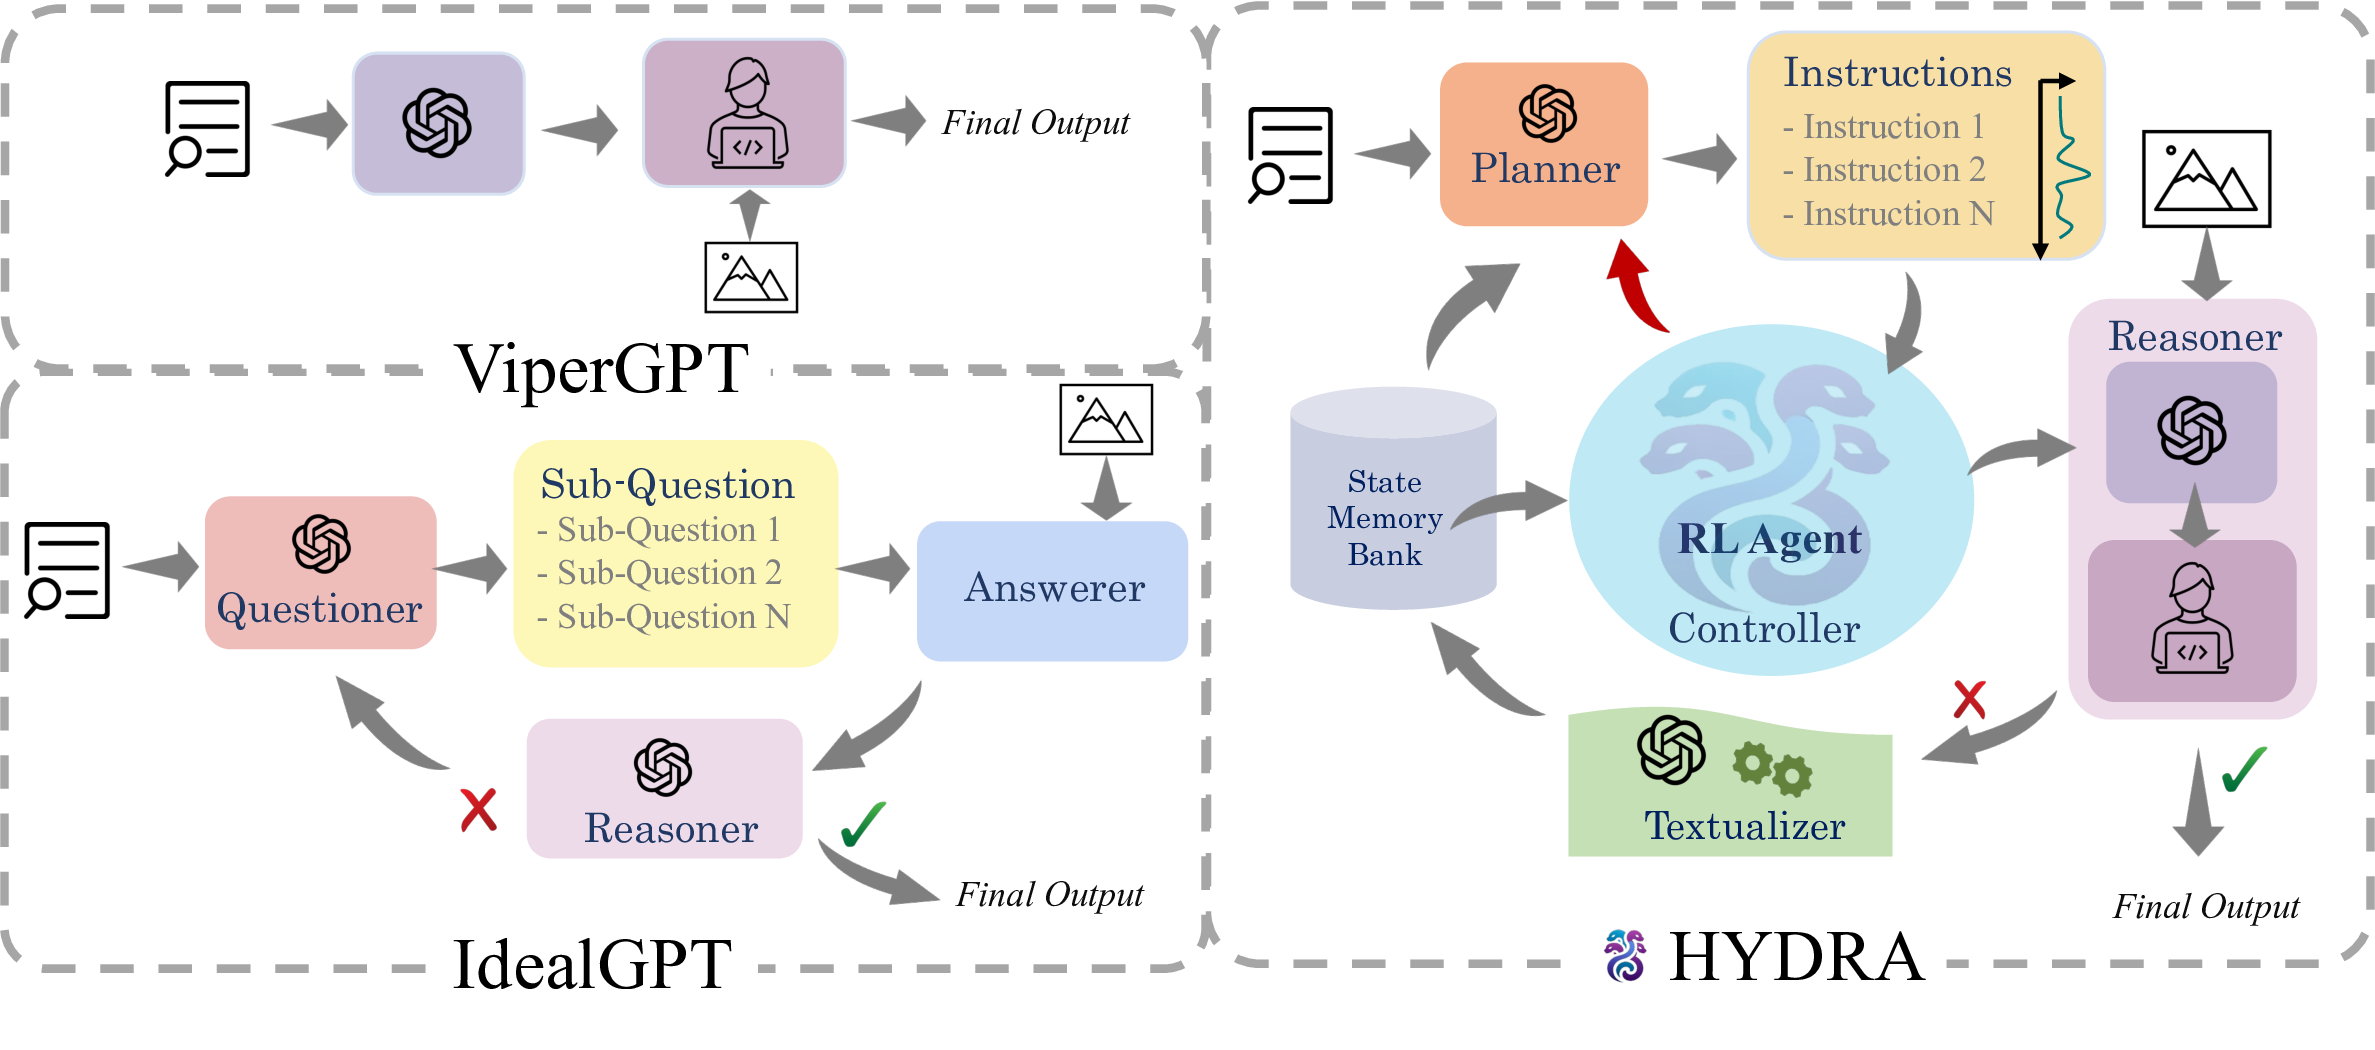 Final Output
</>
ViperGPT
Questioner
Sub-Question
- Sub-Question 1
- Sub-Question 2
- Sub-Question N
Answerer
Reasoner
Final Output
IdealGPT
Planner
Instructions
- Instruction 1
- Instruction 2
- Instruction N
State
Memory
Bank
RL Agent
Controller
Reasoner
</>
Textualizer
Final Output
HYDRA